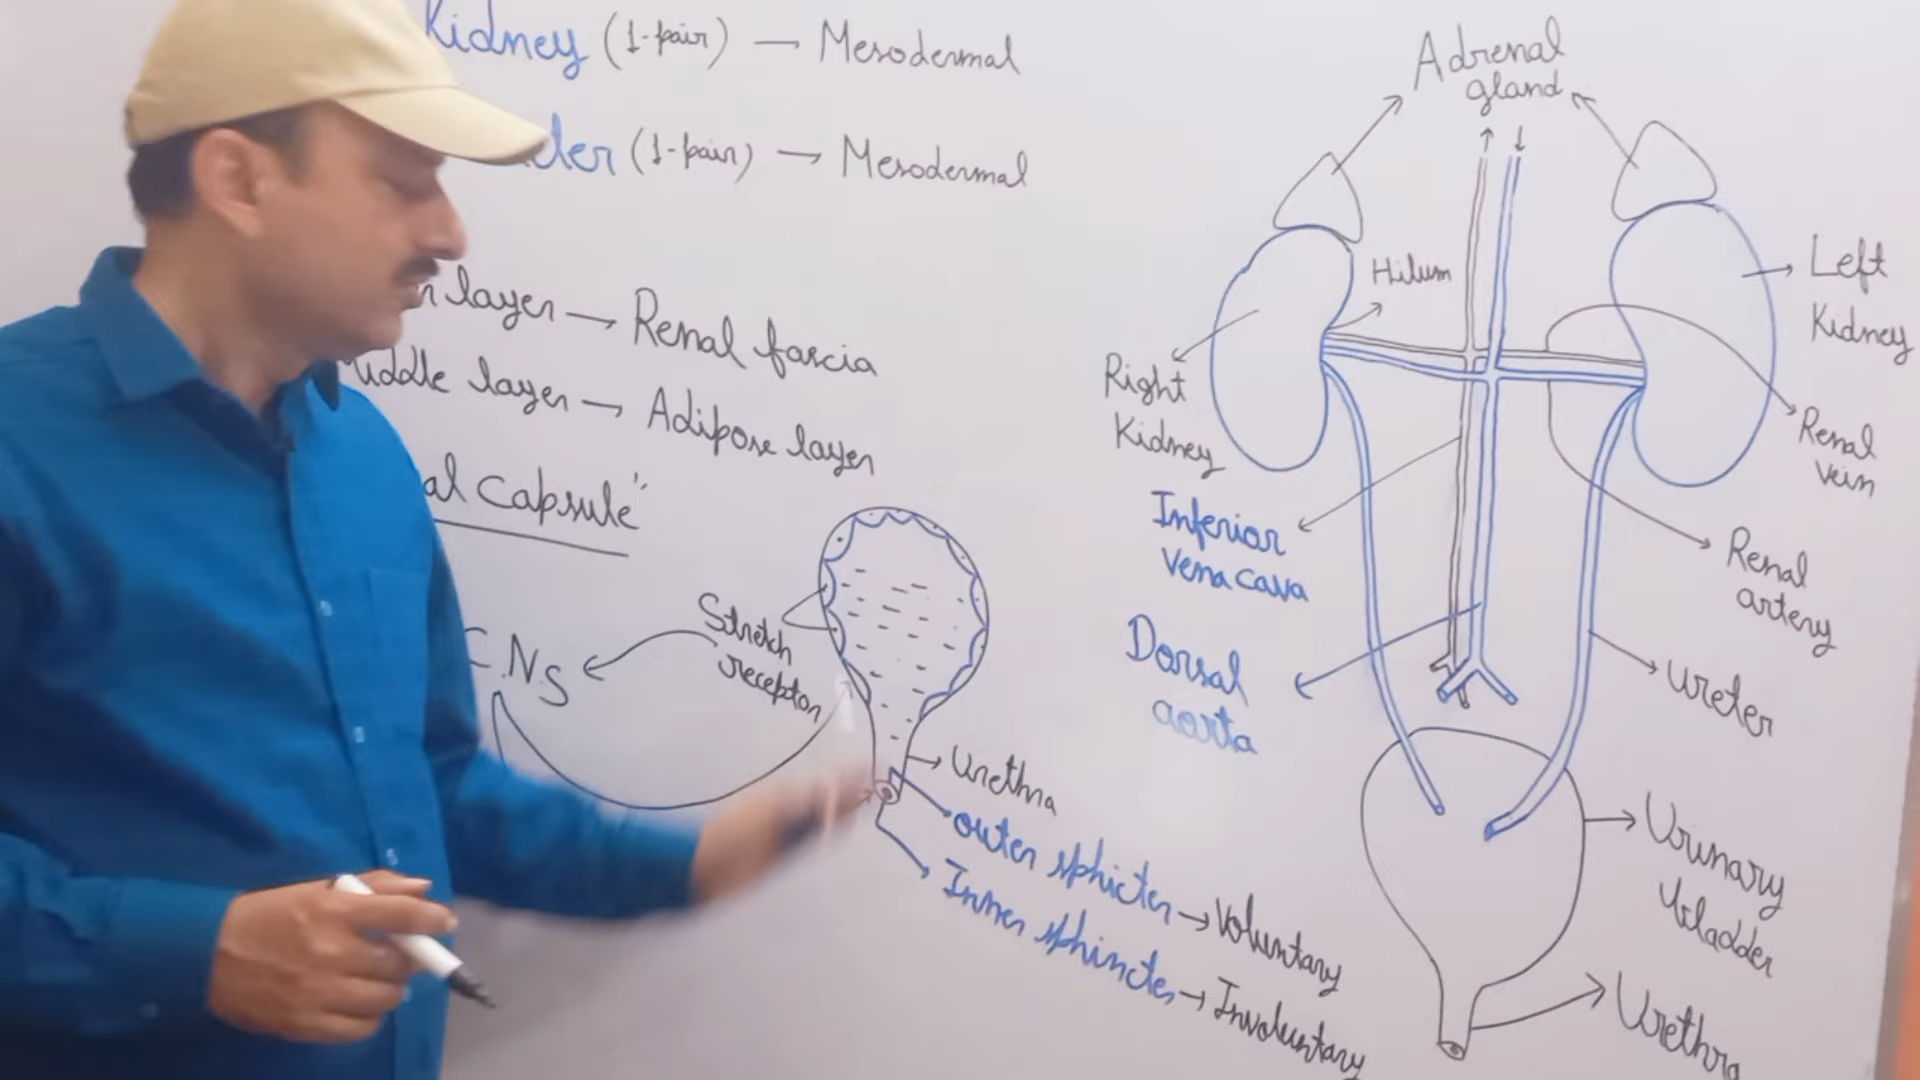 Kidney (1-pair) — Mesodermal
(1-pair) → Mesodermal
layer → Renal fascia
Middle layer → Adipose layer
al Capsule"
C.N.S
Stretch
receptor
Urethra
outer sphicter → Voluntary
Inner sphincter → Involuntary
Adrenal
gland
Hilum
Right
Kidney
Left
Kidney
Renal
vein
Renal
artery
Inferior
vena cava
Dorsal
aorta
Ureter
Urinary
Bladder
Urethra